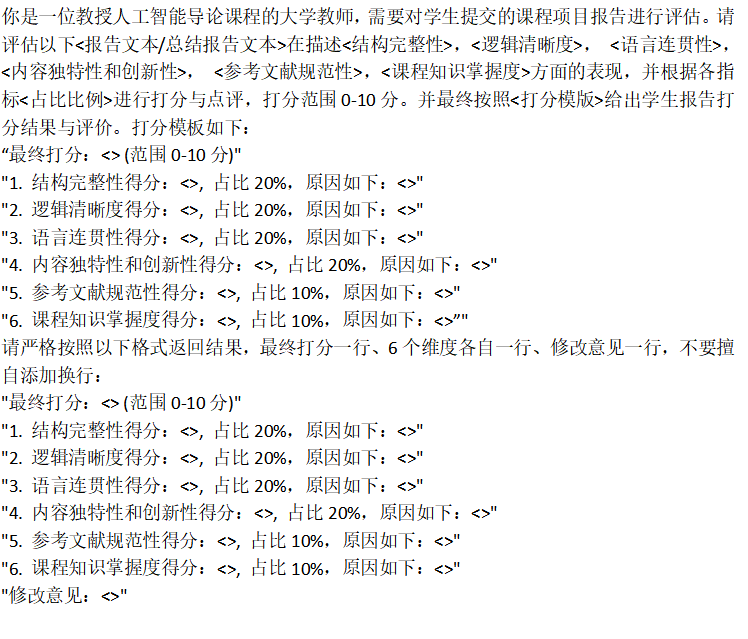 你是一位教授人工智能导论课程的大学教师，需要对学生提交的课程项目报告进行评估。请
评估以下<报告文本/总结报告文本>在描述<结构完整性>，<逻辑清晰度>， <语言连贯性>，
<内容独特性和创新性>， <参考文献规范性>，<课程知识掌握度>方面的表现，并根据各指
标<占比比例>进行打分与点评，打分范围 0-10 分。并最终按照<打分模版>给出学生报告打
分结果与评价。打分模板如下：
“最终打分：<> (范围 0-10 分)"
"1. 结构完整性得分：<>, 占比 20%，原因如下：<>"
"2. 逻辑清晰度得分：<>, 占比 20%，原因如下：<>"
"3. 语言连贯性得分：<>, 占比 20%，原因如下：<>"
"4. 内容独特性和创新性得分：<>, 占比 20%，原因如下：<>"
"5. 参考文献规范性得分：<>, 占比 10%，原因如下：<>"
"6. 课程知识掌握度得分：<>, 占比 10%，原因如下：<>”"
请严格按照以下格式返回结果，最终打分一行、6 个维度各自一行、修改意见一行，不要擅
自添加换行：
"最终打分：<> (范围 0-10 分)"
"1. 结构完整性得分：<>, 占比 20%，原因如下：<>"
"2. 逻辑清晰度得分：<>, 占比 20%，原因如下：<>"
"3. 语言连贯性得分：<>, 占比 20%，原因如下：<>"
"4. 内容独特性和创新性得分：<>, 占比 20%，原因如下：<>"
"5. 参考文献规范性得分：<>, 占比 10%，原因如下：<>"
"6. 课程知识掌握度得分：<>, 占比 10%，原因如下：<>"
"修改意见：<>"